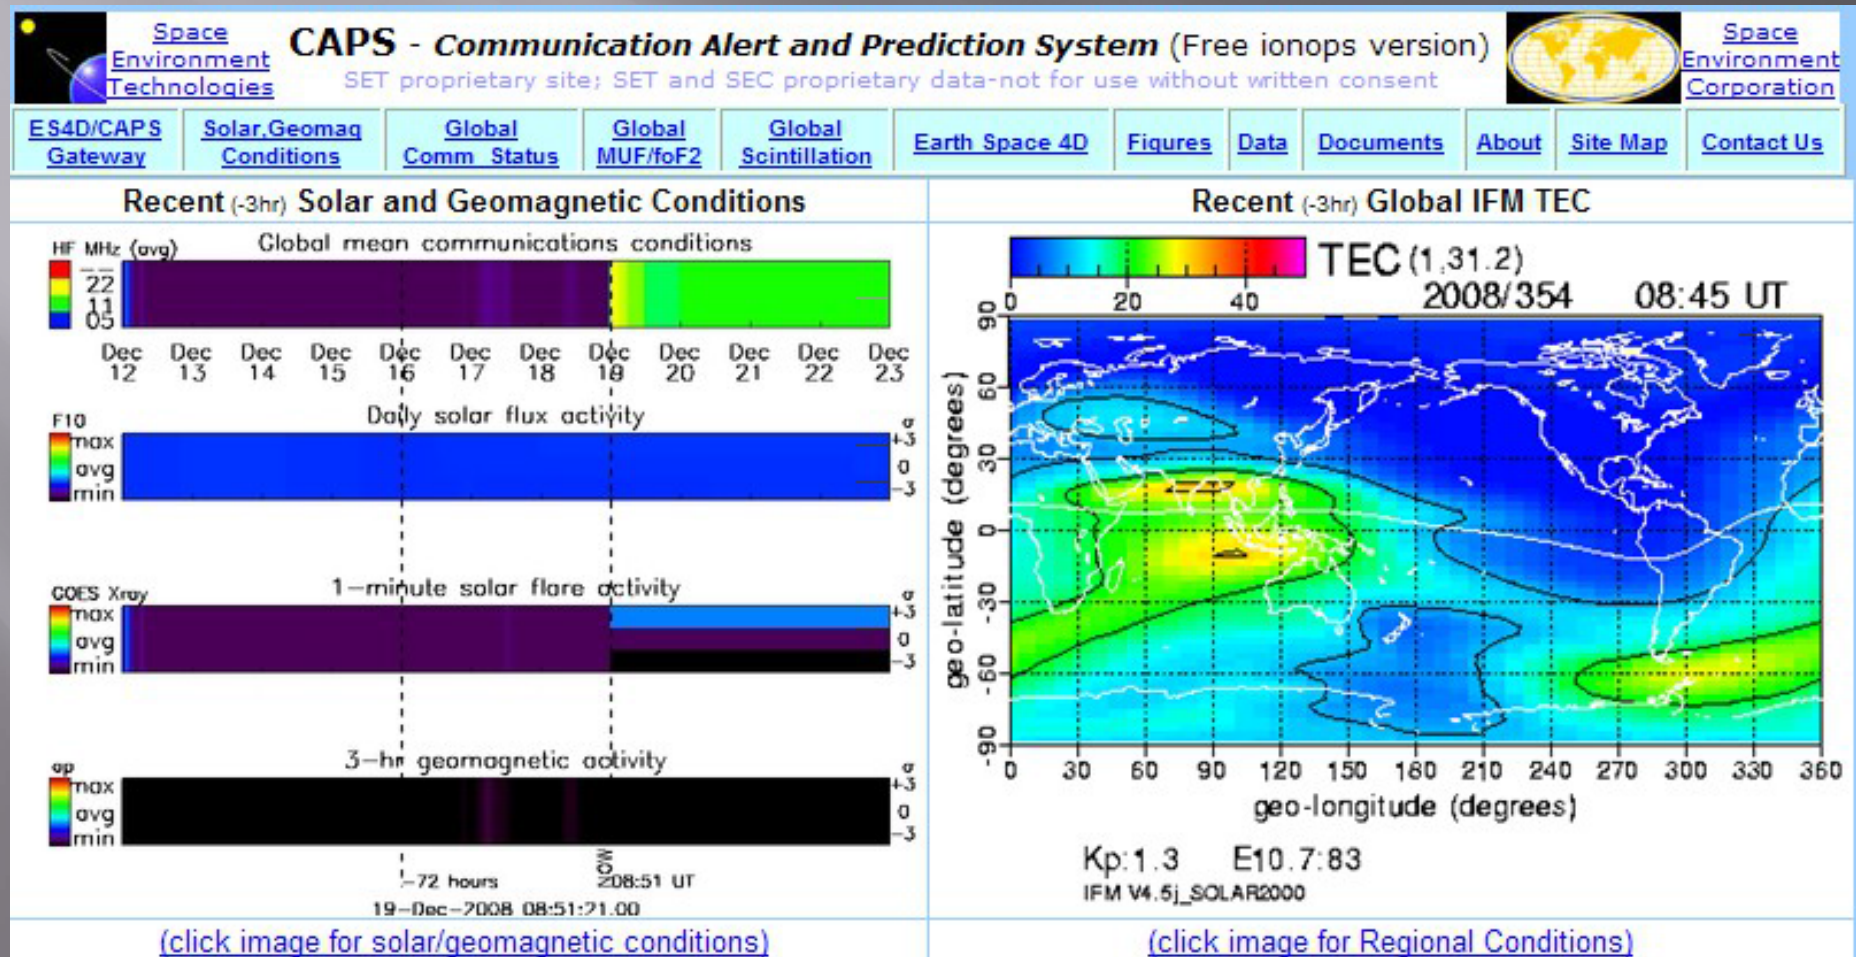 Space
Environment
Technologies
CAPS - Communication Alert and Prediction System (Free ionops version)
SET proprietary site; SET and SEC proprietary data-not for use without written consent
Space
Environment
Corporation
ES4D/CAPS
Gateway
Solar,Geomag
Conditions
Global
Comm Status
Global
MUF/foF2
Global
Scintillation
Earth Space 4D
Figures
Data
Documents
About
Site Map
Contact Us
Recent (-3hr) Solar and Geomagnetic Conditions
HF MHz (avg)
Global mean communications conditions
--
22
11
05
Dec Dec Dec Dec Dec Dec Dec Dec Dec Dec Dec Dec
12 13 14 15 16 17 18 19 20 21 22 23
F10
Daily solar flux activity
σ
max
avg
min
+3
0
-3
GOES Xray
1-minute solar flare activity
σ
max
avg
min
+3
0
-3
ap
3-hr geomagnetic activity
σ
max
avg
min
+3
0
-3
-72 hours
NOW
08:51 UT
19-Dec-2008 08:51:21.00
(click image for solar/geomagnetic conditions)
Recent (-3hr) Global IFM TEC
TEC (1,31.2)
0 20 40
2008/354 08:45 UT
geo-latitude (degrees)
90
60
30
0
-30
-60
-90
0 30 60 90 120 150 180 210 240 270 300 330 360
geo-longitude (degrees)
Kp:1.3 E10.7:83
IFM V4.5j_SOLAR2000
(click image for Regional Conditions)